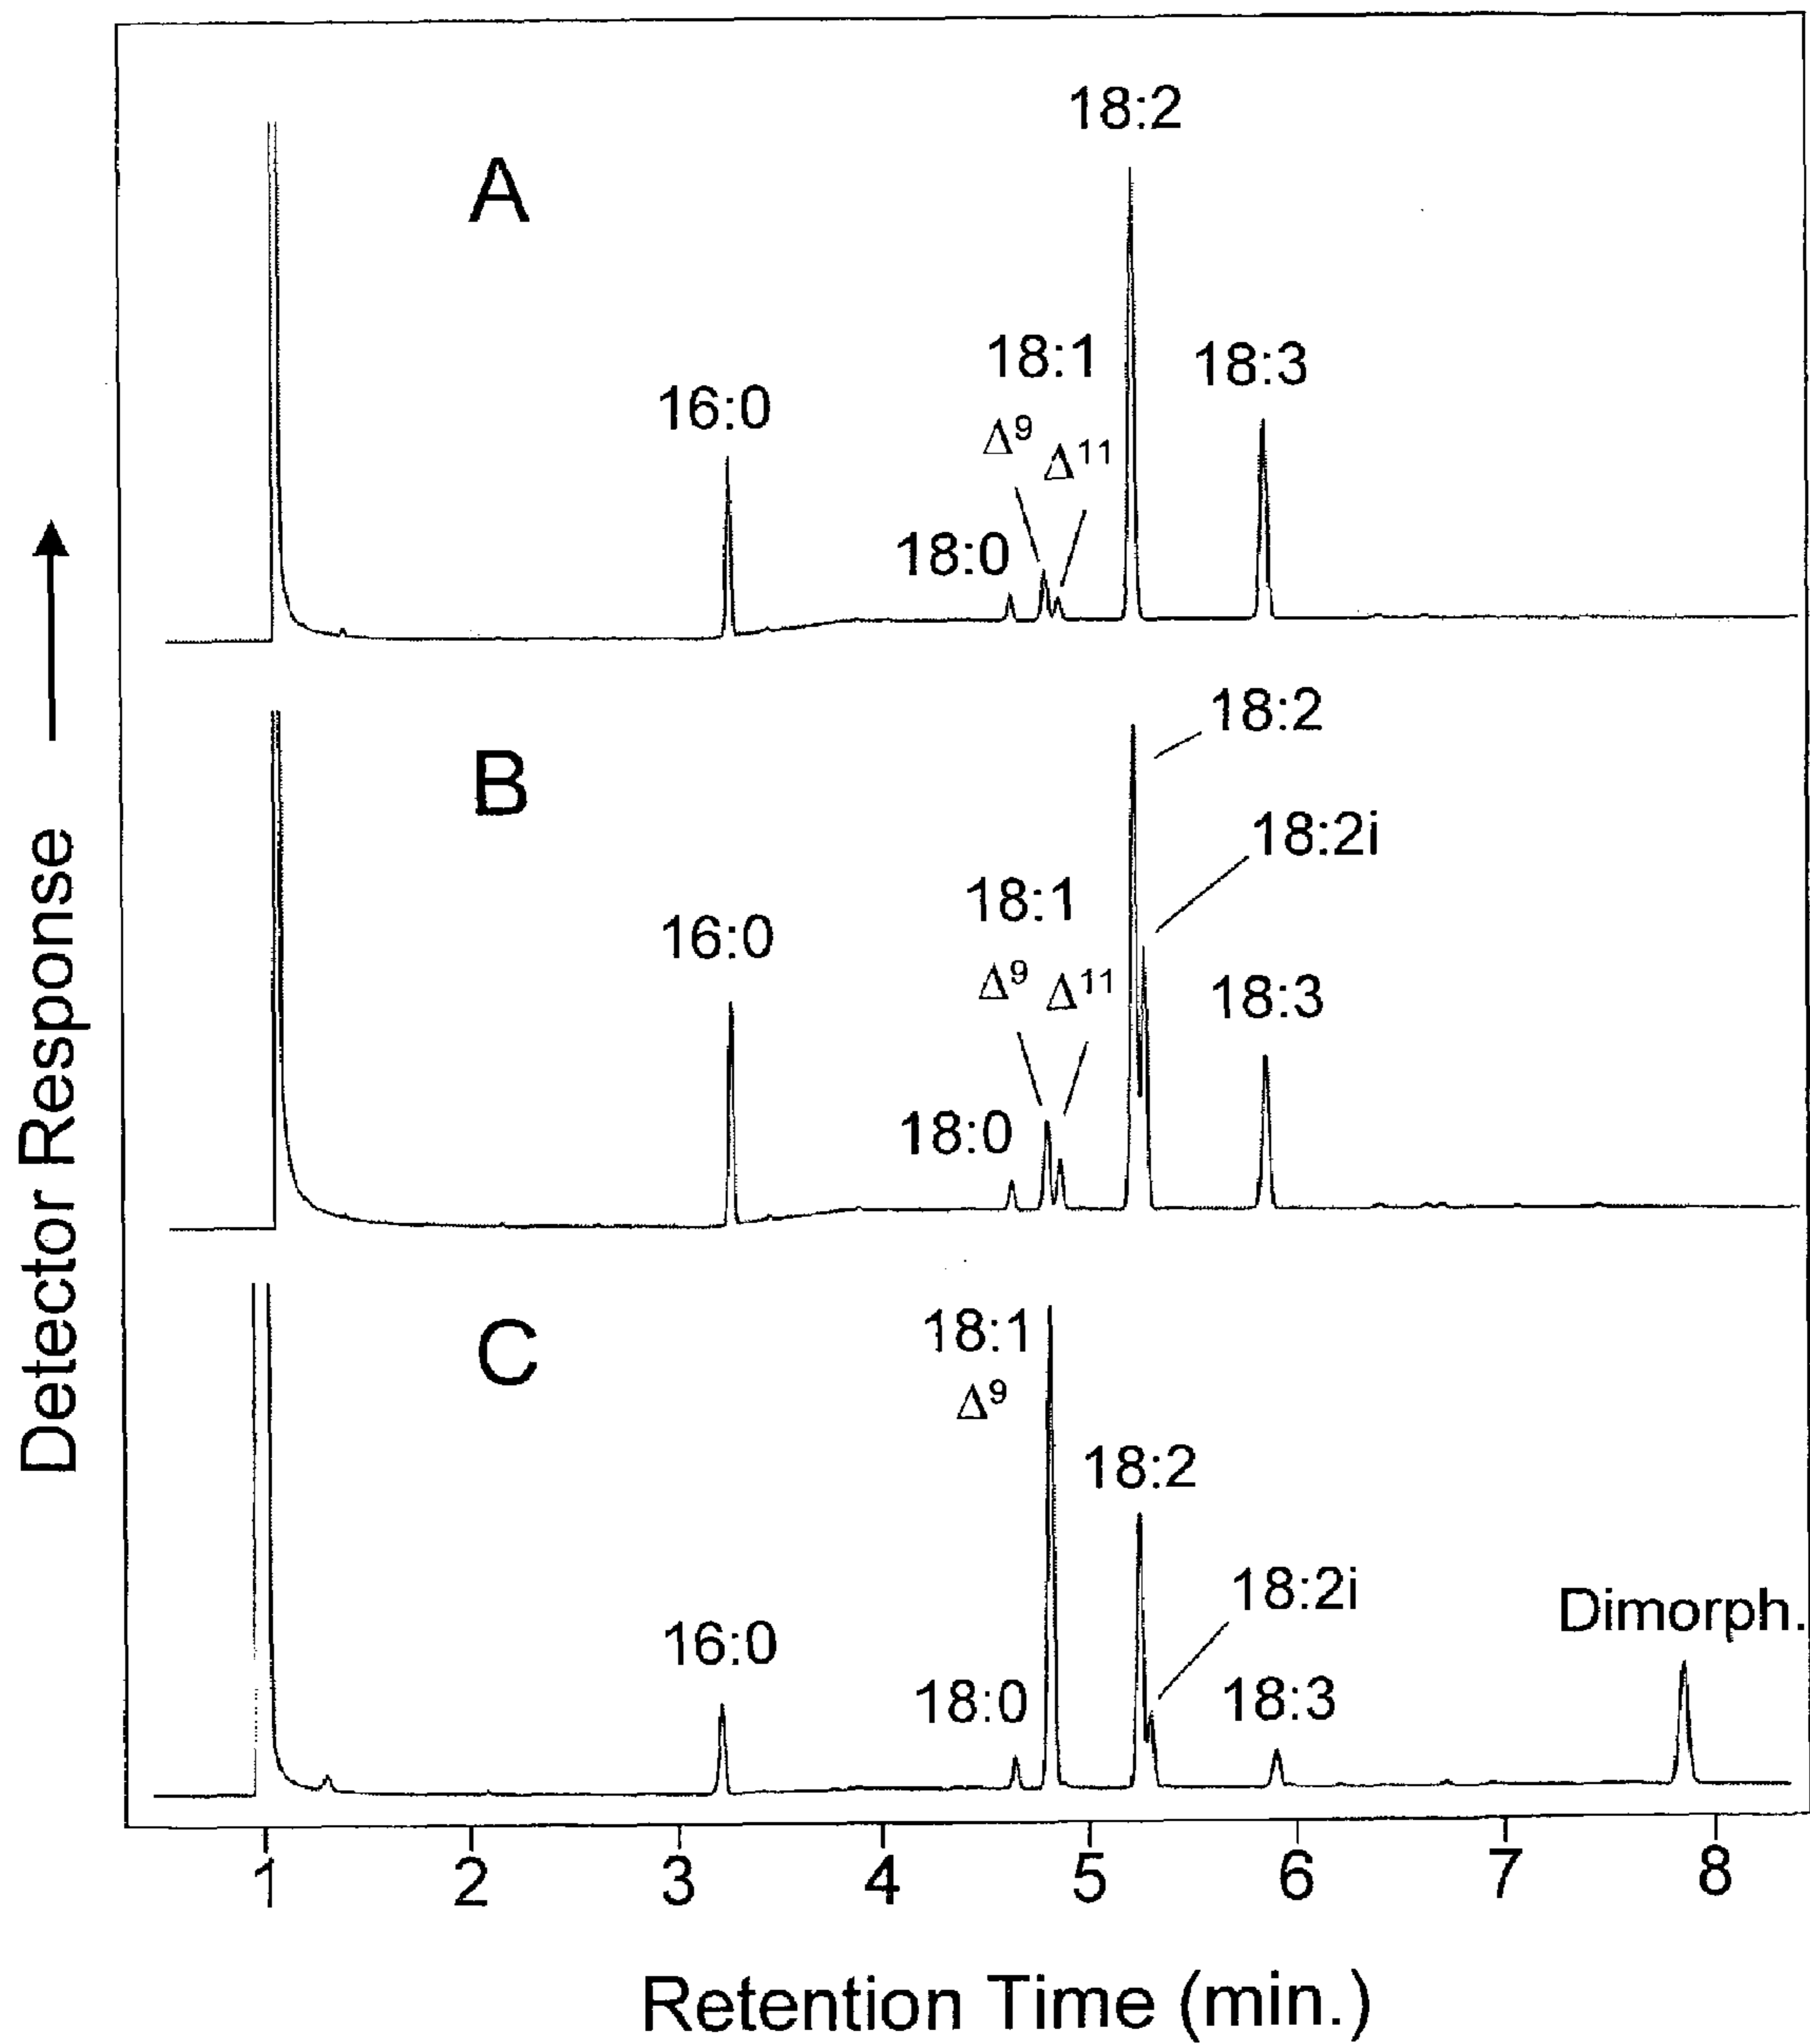 A
18:2
18:1
18:3
16:0
Δ⁹ Δ¹¹
18:0
B
18:2
18:2i
18:1
16:0
Δ⁹ Δ¹¹
18:3
18:0
C
18:1
Δ⁹
18:2
18:2i
Dimorph.
16:0
18:0
18:3
Detector Response
1 2 3 4 5 6 7 8
Retention Time (min.)